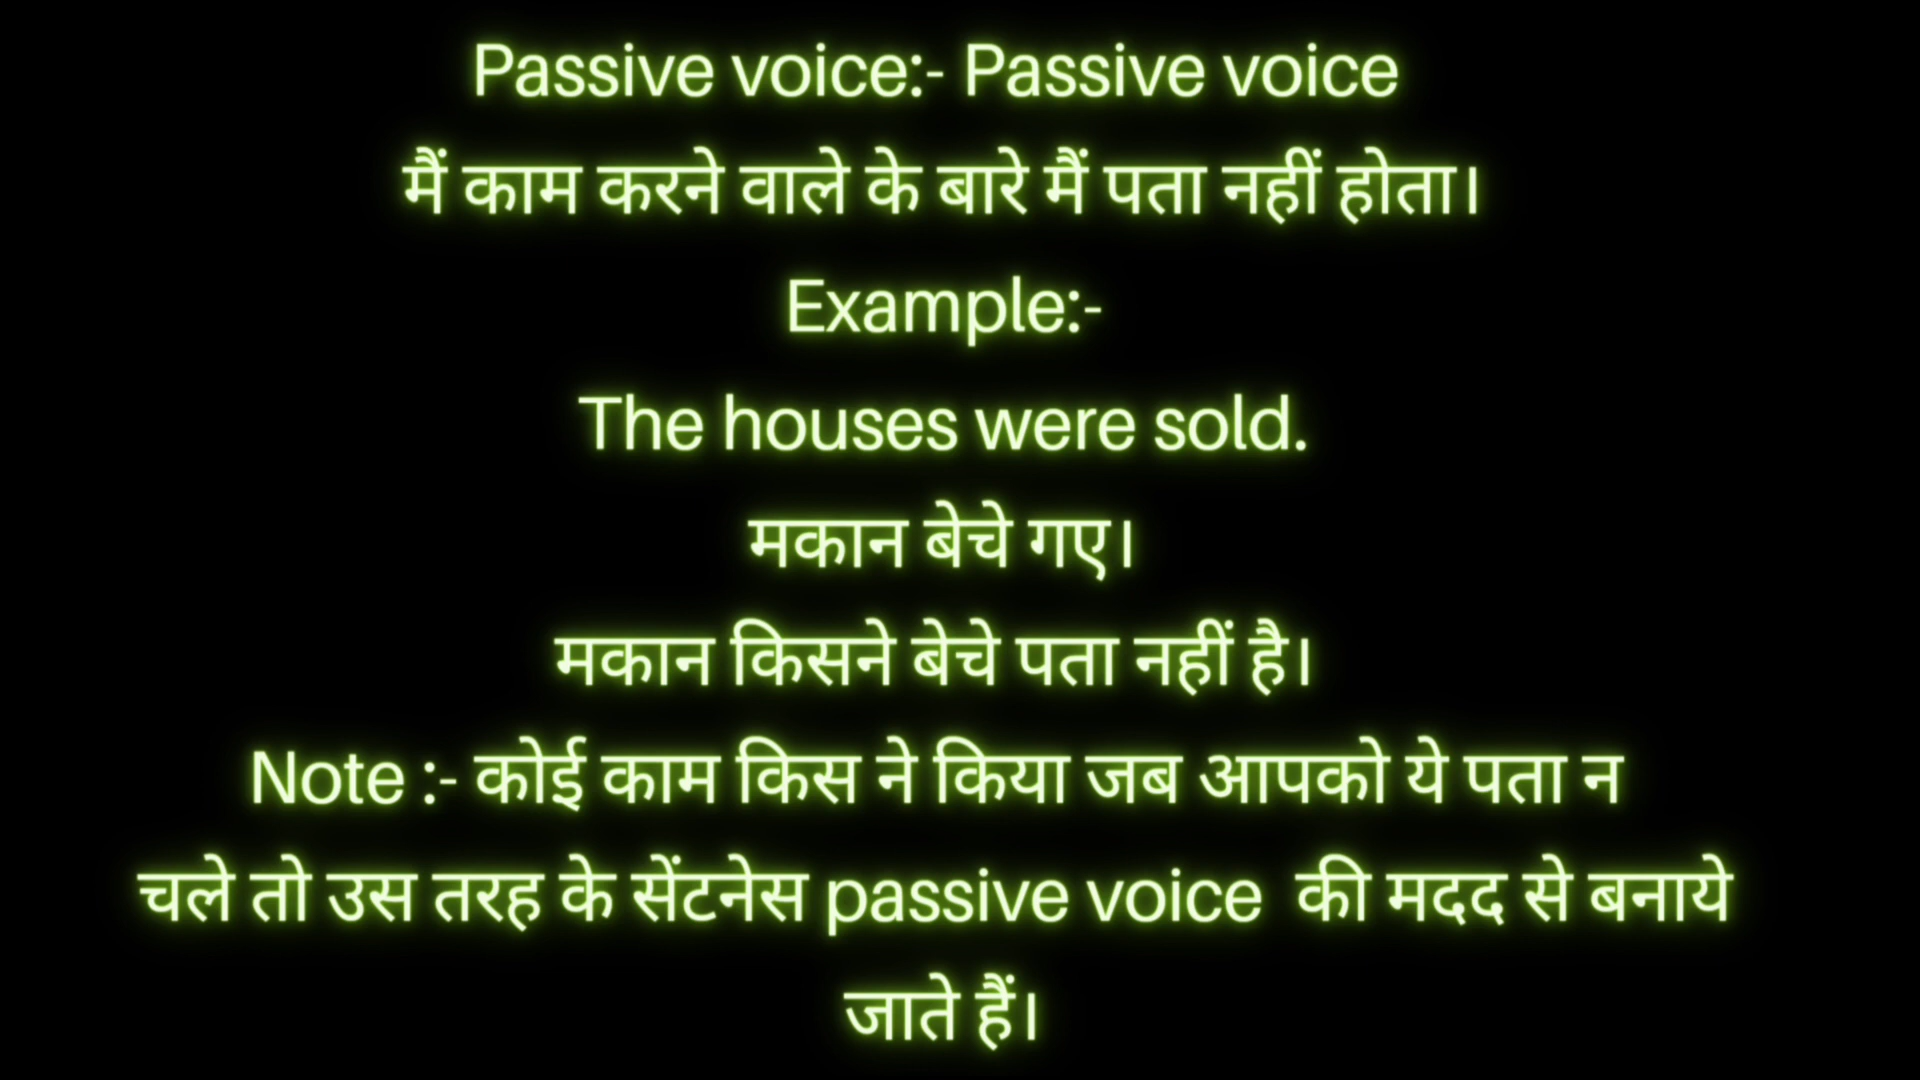 Passive voice:- Passive voice
मैं काम करने वाले के बारे मैं पता नहीं होता।
Example:-
The houses were sold.
मकान बेचे गए।
मकान किसने बेचे पता नहीं है।
Note :- कोई काम किस ने किया जब आपको ये पता न
चले तो उस तरह के सेंटनेस passive voice की मदद से बनाये
जाते हैं।